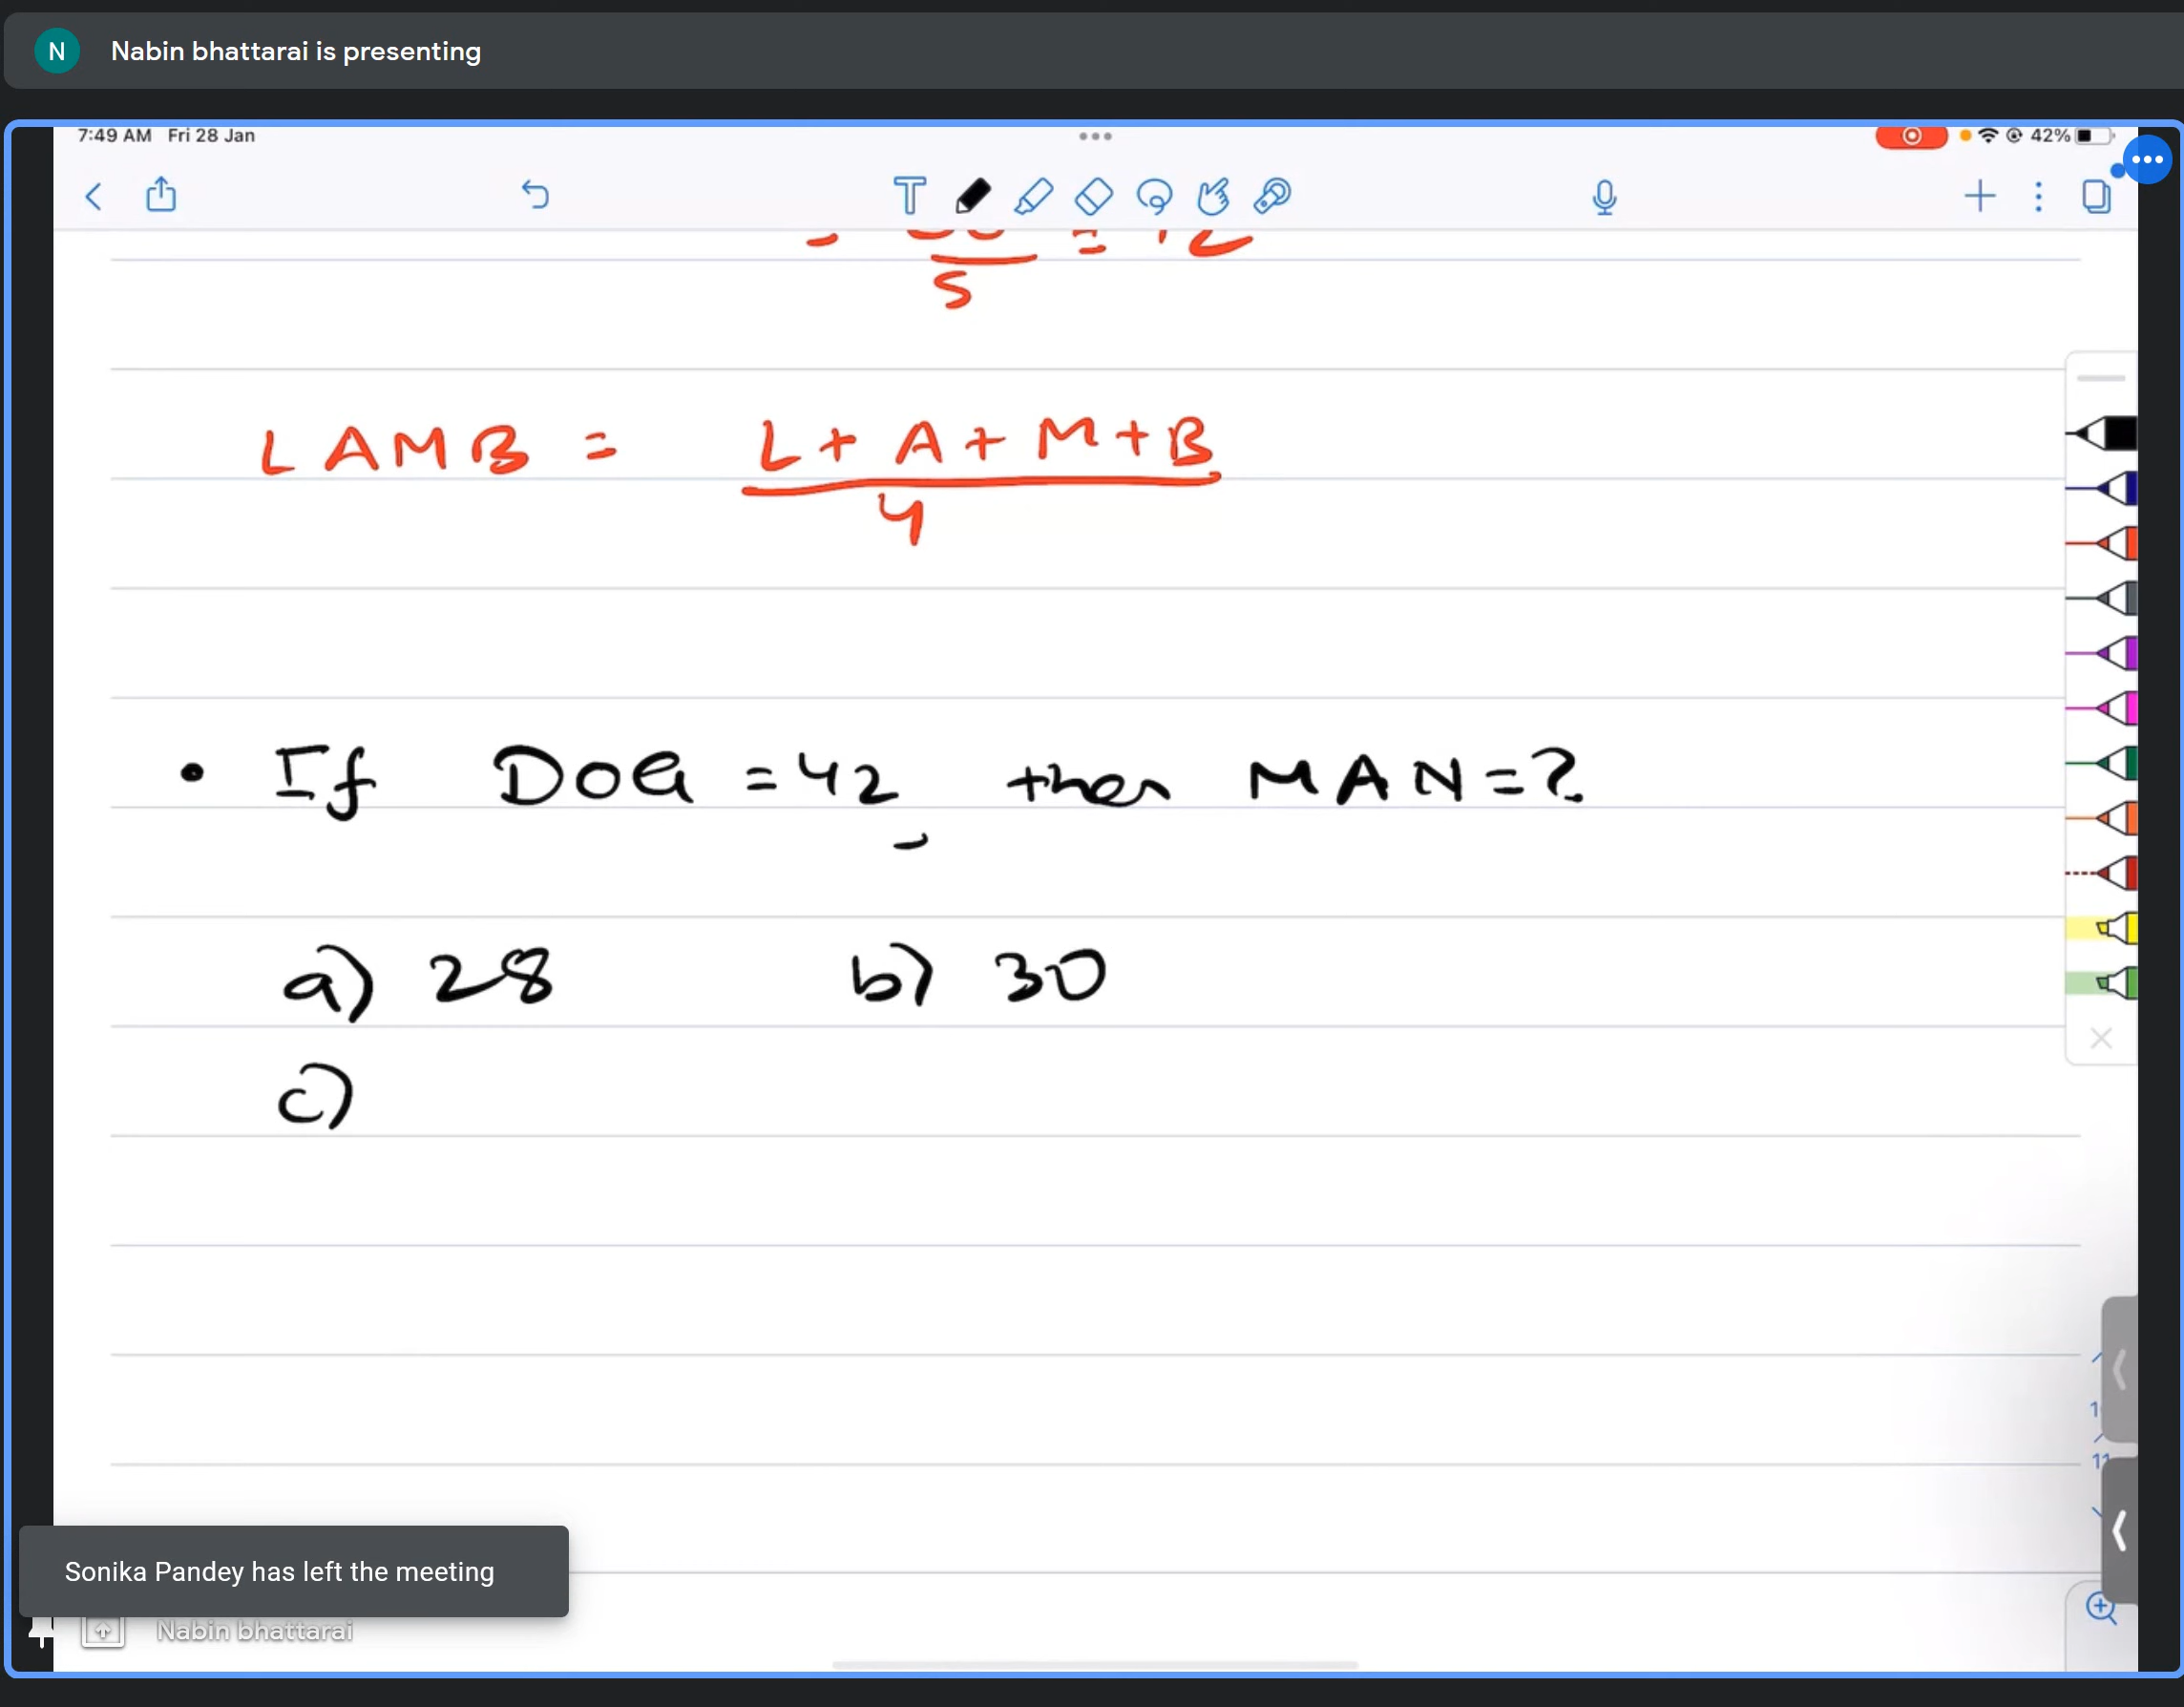 N Nabin bhattarai is presenting
7:49 AM Fri 28 Jan
42%
T
5
LAMB = L + A + M + B
4
• If DOG = 42, then MAN = ?
a) 28 b) 30
c)
Sonika Pandey has left the meeting
Nabin bhattarai